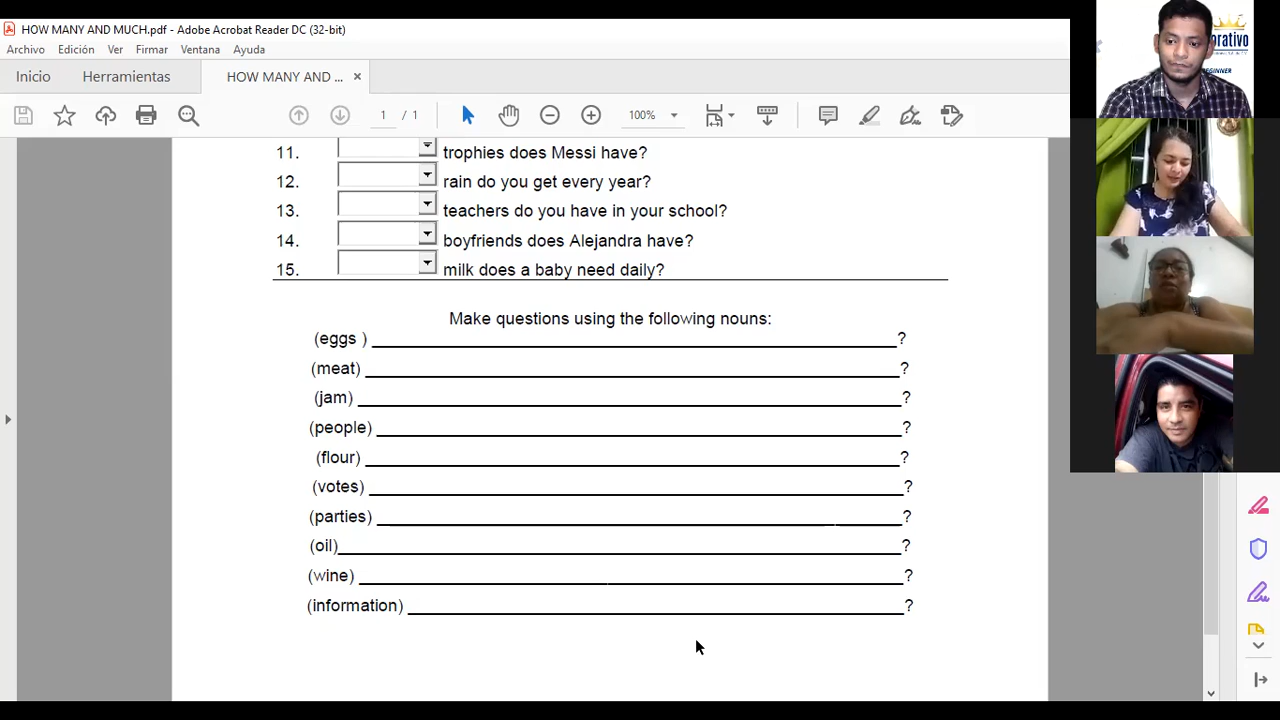 HOW MANY AND MUCH.pdf - Adobe Acrobat Reader DC (32-bit)
Archivo Edición Ver Firmar Ventana Ayuda
Inicio Herramientas HOW MANY AND ... ×
1 / 1 100%
11. trophies does Messi have?
12. rain do you get every year?
13. teachers do you have in your school?
14. boyfriends does Alejandra have?
15. milk does a baby need daily?
Make questions using the following nouns:
(eggs ) ?
(meat) ?
(jam) ?
(people) ?
(flour) ?
(votes) ?
(parties) ?
(oil) ?
(wine) ?
(information) ?